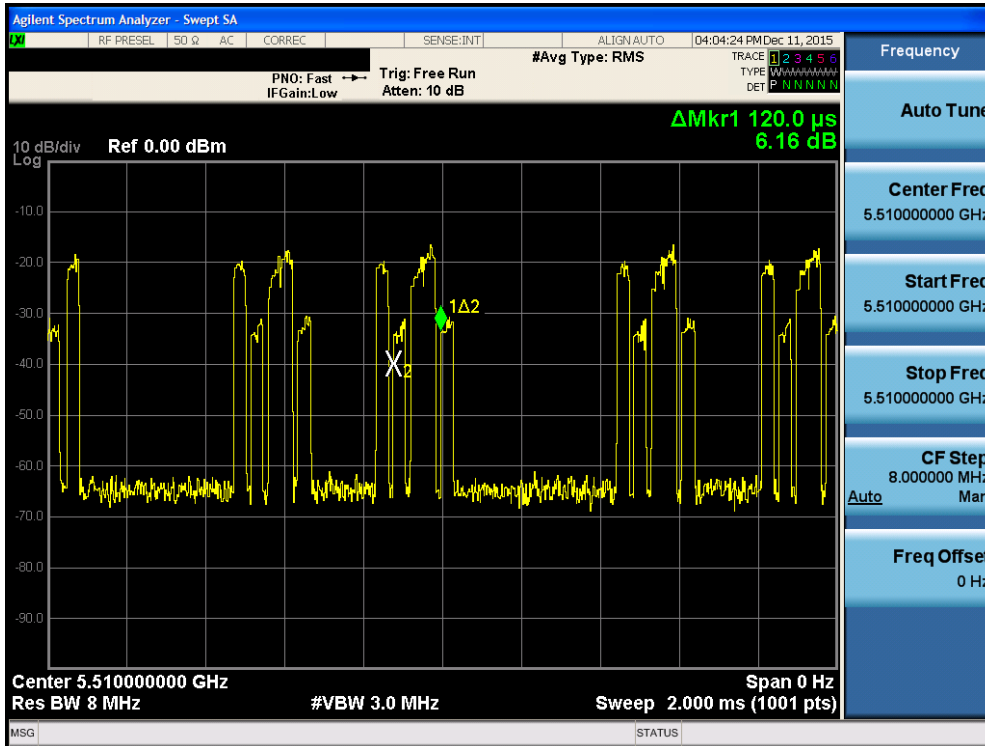 Agilent Spectrum Analyzer - Swept SA
LXI RF PRESEL 50 Ω AC CORREC SENSE:INT ALIGN AUTO 04:04:24 PM Dec 11, 2015
#Avg Type: RMS TRACE 1 2 3 4 5 6
PNO: Fast Trig: Free Run TYPE WWWWWW
IFGain:Low Atten: 10 dB DET P N N N N N
ΔMkr1 120.0 µs
6.16 dB
10 dB/div Ref 0.00 dBm
Log
-10.0
-20.0
-30.0
1Δ2
-40.0
2
-50.0
-60.0
-70.0
-80.0
-90.0
Center 5.510000000 GHz Span 0 Hz
Res BW 8 MHz #VBW 3.0 MHz Sweep 2.000 ms (1001 pts)
MSG STATUS
Frequency
Auto Tune
Center Freq
5.510000000 GHz
Start Freq
5.510000000 GHz
Stop Freq
5.510000000 GHz
CF Step
8.000000 MHz
Auto Man
Freq Offset
0 Hz